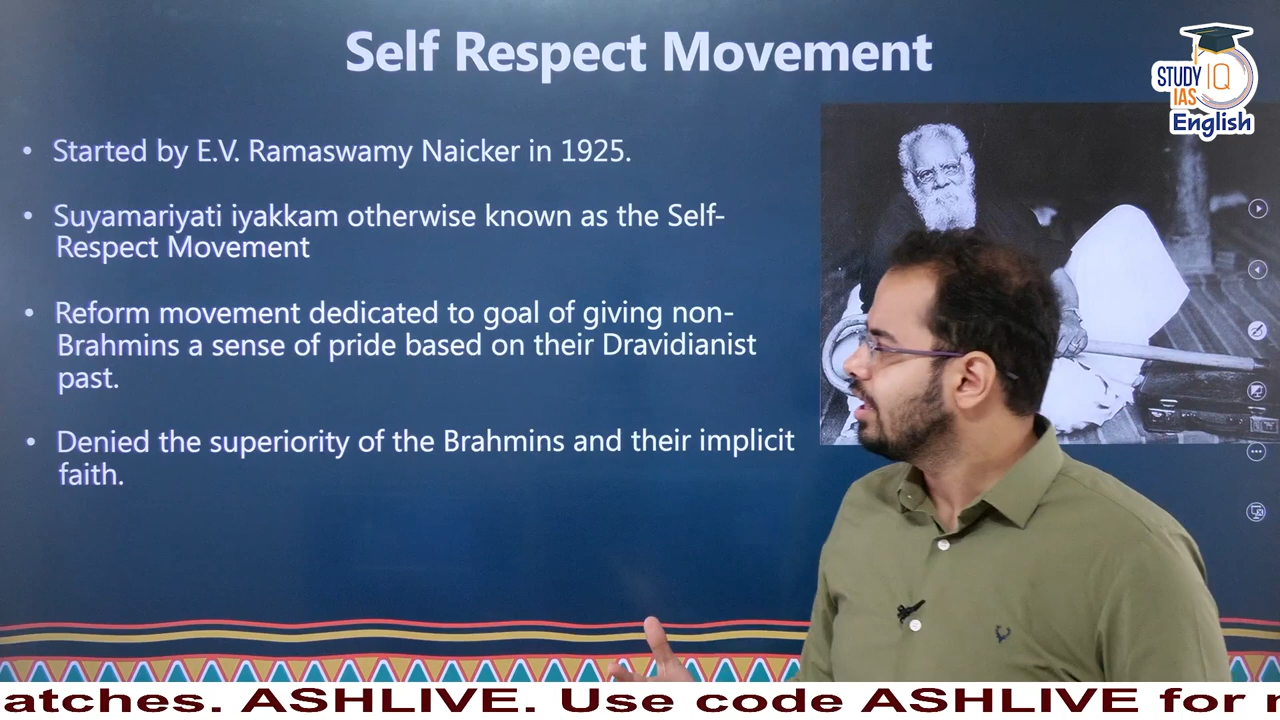 Self Respect Movement
STUDY IQ
IAS
English
• Started by E.V. Ramaswamy Naicker in 1925.
• Suyamariyati iyakkam otherwise known as the Self-
Respect Movement
• Reform movement dedicated to goal of giving non-
Brahmins a sense of pride based on their Dravidianist
past.
• Denied the superiority of the Brahmins and their implicit
faith.
atches. ASHLIVE. Use code ASHLIVE for